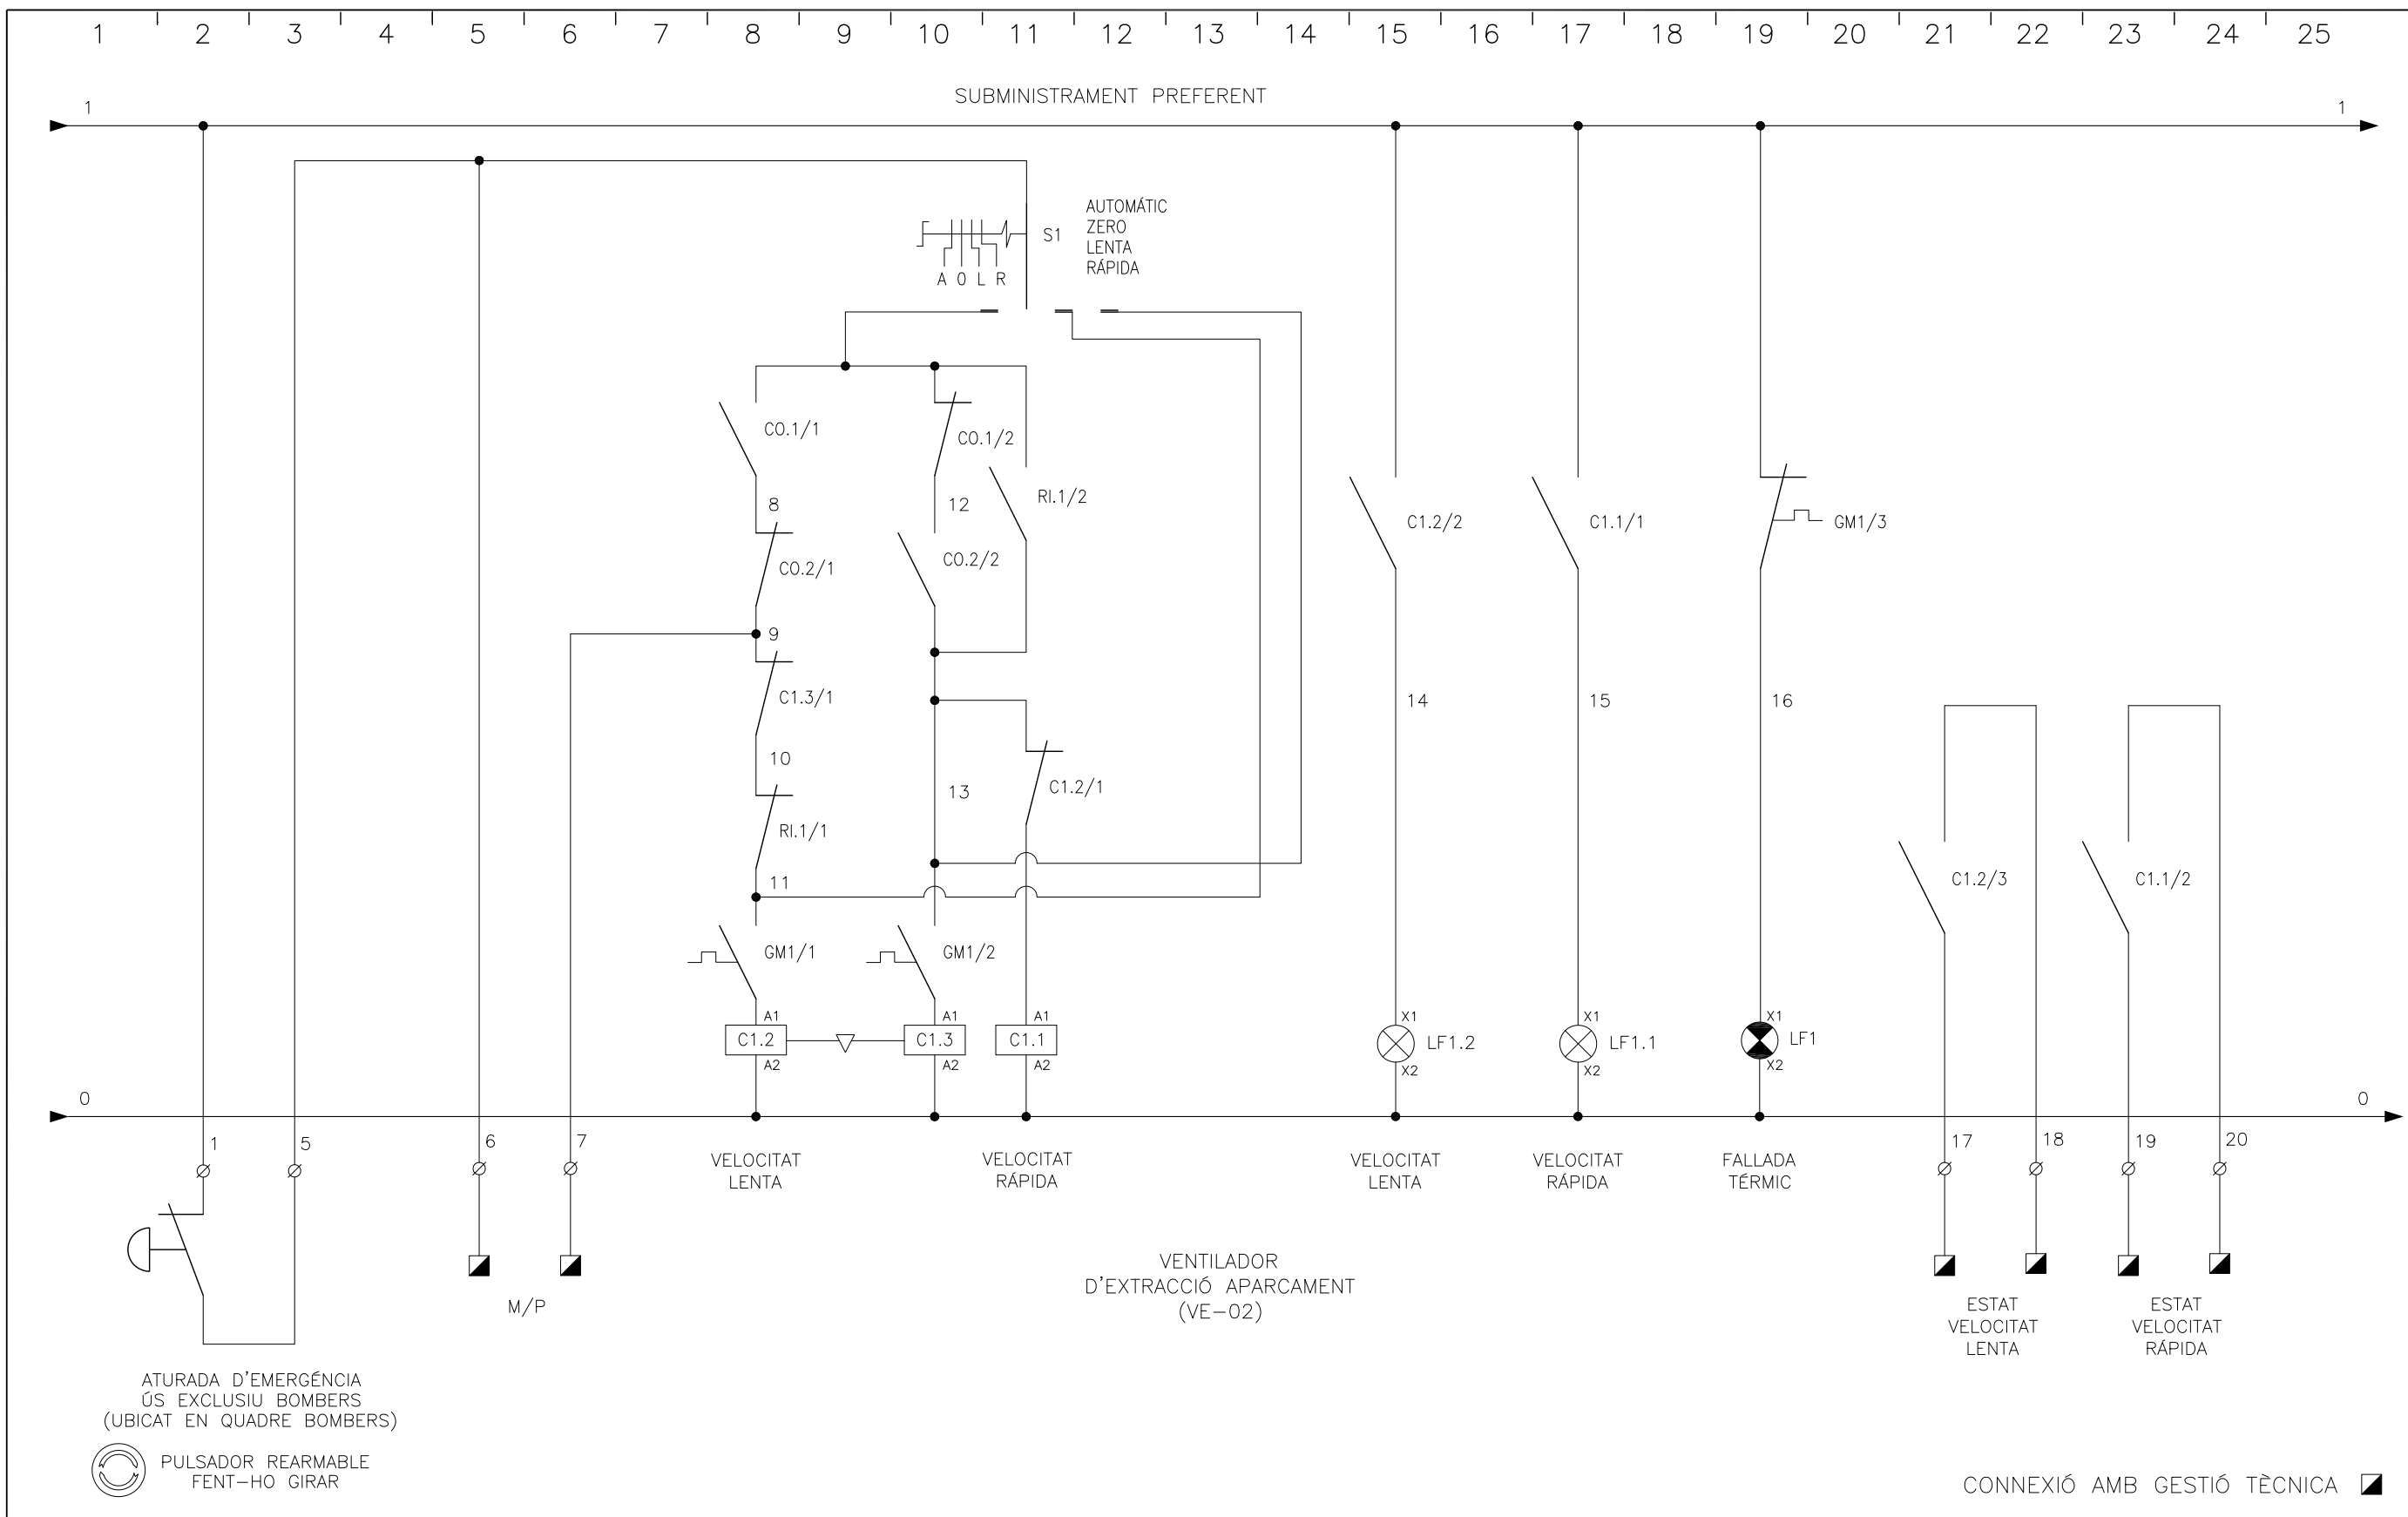 1 2 3 4 5 6 7 8 9 10 11 12 13 14 15 16 17 18 19 20 21 22 23 24 25
SUBMINISTRAMENT PREFERENT
1 1
S1
AUTOMÁTIC
ZERO
LENTA
RÁPIDA
A 0 L R
C0.1/1
C0.1/2
RI.1/2
8
12
C1.2/2
C1.1/1
GM1/3
C0.2/1
C0.2/2
9
C1.3/1
14
15
16
10
13
C1.2/1
RI.1/1
11
C1.2/3
C1.1/2
GM1/1
GM1/2
A1 A1 A1 X1 X1 X1
C1.2 C1.3 C1.1 LF1.2 LF1.1 LF1
A2 A2 A2 X2 X2 X2
0 0
1 5 6 7 17 18 19 20
VELOCITAT
LENTA
VELOCITAT
RÁPIDA
VELOCITAT
LENTA
VELOCITAT
RÁPIDA
FALLADA
TÉRMIC
M/P
VENTILADOR
D'EXTRACCIÓ APARCAMENT
(VE-02)
ESTAT
VELOCITAT
LENTA
ESTAT
VELOCITAT
RÁPIDA
ATURADA D'EMERGÉNCIA
ÚS EXCLUSIU BOMBERS
(UBICAT EN QUADRE BOMBERS)
PULSADOR REARMABLE
FENT-HO GIRAR
CONNEXIÓ AMB GESTIÓ TÈCNICA